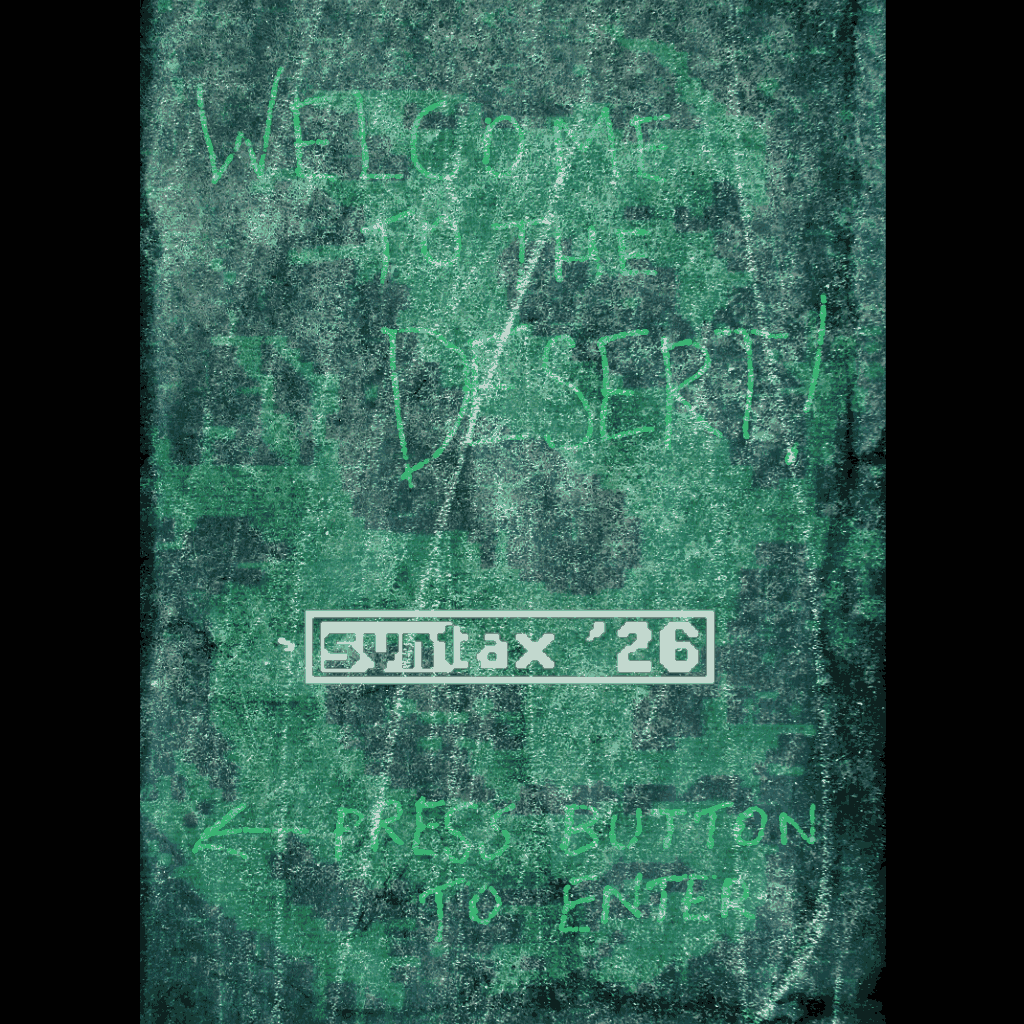 WELCOME
TO THE
DESERT!
syntax '26
← PRESS BUTTON
TO ENTER